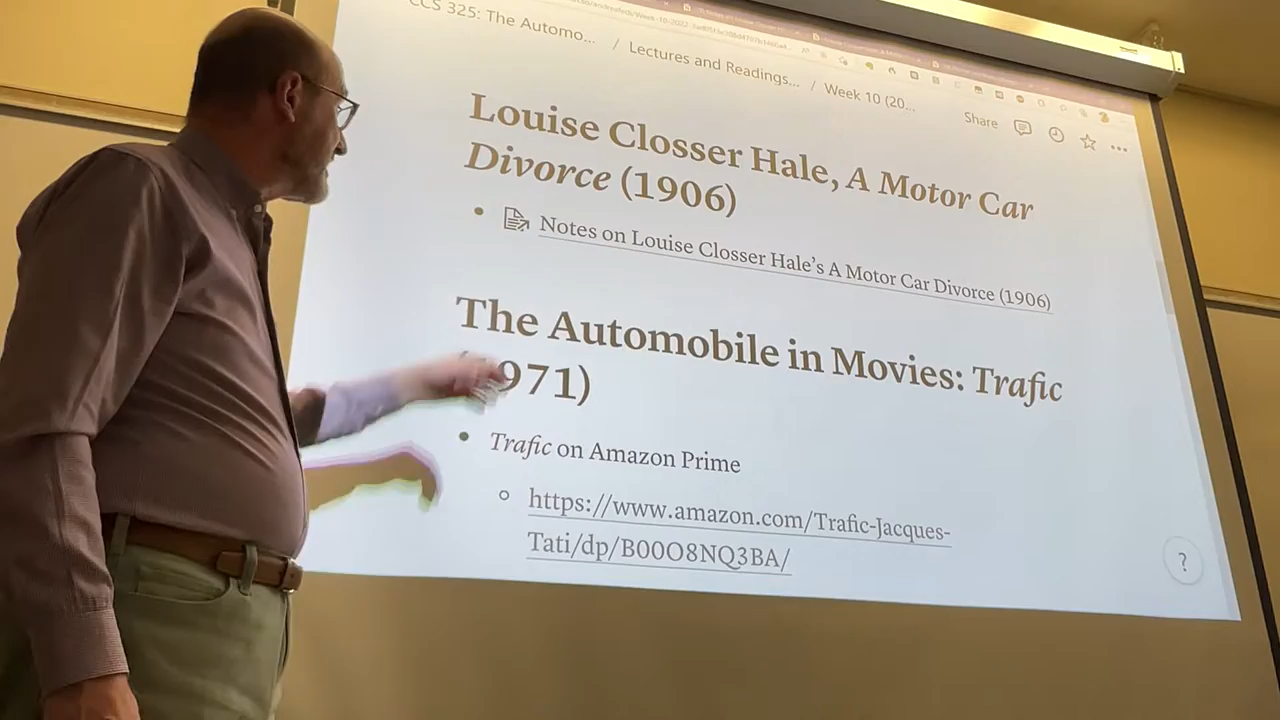 CCS 325: The Automo... / Lectures and Readings... / Week 10 (20...
Share
Louise Closser Hale, A Motor Car
Divorce (1906)
Notes on Louise Closser Hale's A Motor Car Divorce (1906)
The Automobile in Movies: Trafic
971)
Trafic on Amazon Prime
https://www.amazon.com/Trafic-Jacques-
Tati/dp/B00O8NQ3BA/
?